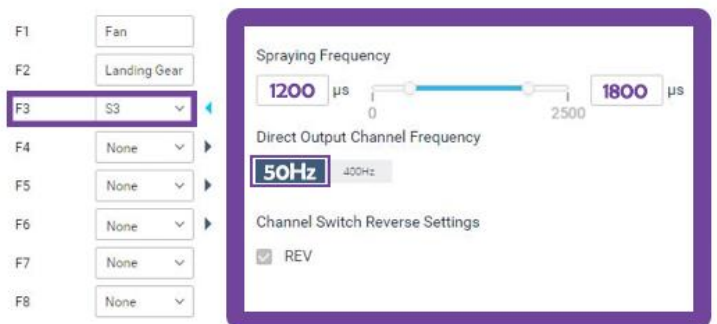 F1 Fan
F2 Landing Gear
F3 S3
F4 None
F5 None
F6 None
F7 None
F8 None
Spraying Frequency
1200 μs 1800 μs
0 2500
Direct Output Channel Frequency
50Hz 400Hz
Channel Switch Reverse Settings
REV